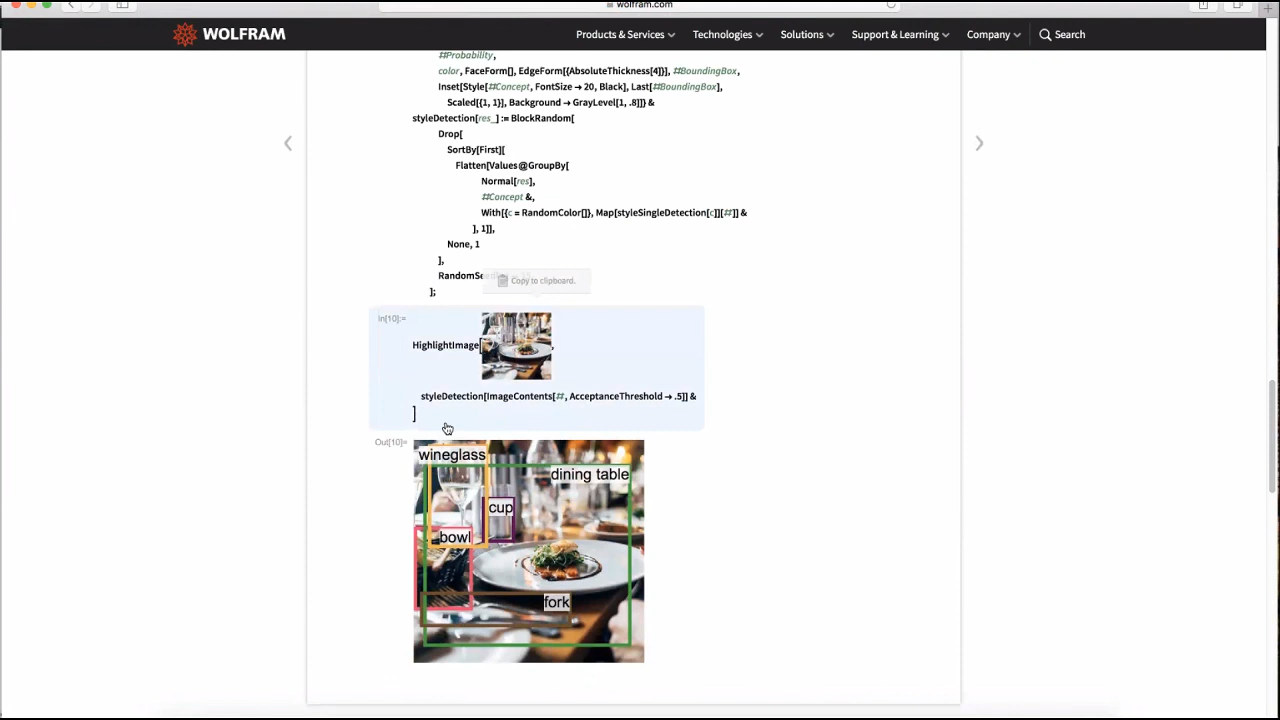 wolfram.com
WOLFRAM
Products & Services
Technologies
Solutions
Support & Learning
Company
Search
#Probability,
color, FaceForm[], EdgeForm[{AbsoluteThickness[4]}], #BoundingBox,
Inset[Style[#Concept, FontSize → 20, Black], Last[#BoundingBox],
Scaled[{1, 1}], Background → GrayLevel[1, .8]]} &
styleDetection[res_] := BlockRandom[
Drop[
SortBy[First][
Flatten[Values@GroupBy[
Normal[res],
#Concept &,
With[{c = RandomColor[]}, Map[styleSingleDetection[c]][#]] &
], 1]],
None, 1
],
Copy to clipboard.
];
In[10]:=
HighlightImage[ ,
styleDetection[ImageContents[#, AcceptanceThreshold → .5]] &
]
Out[10]=
wineglass
dining table
cup
bowl
fork